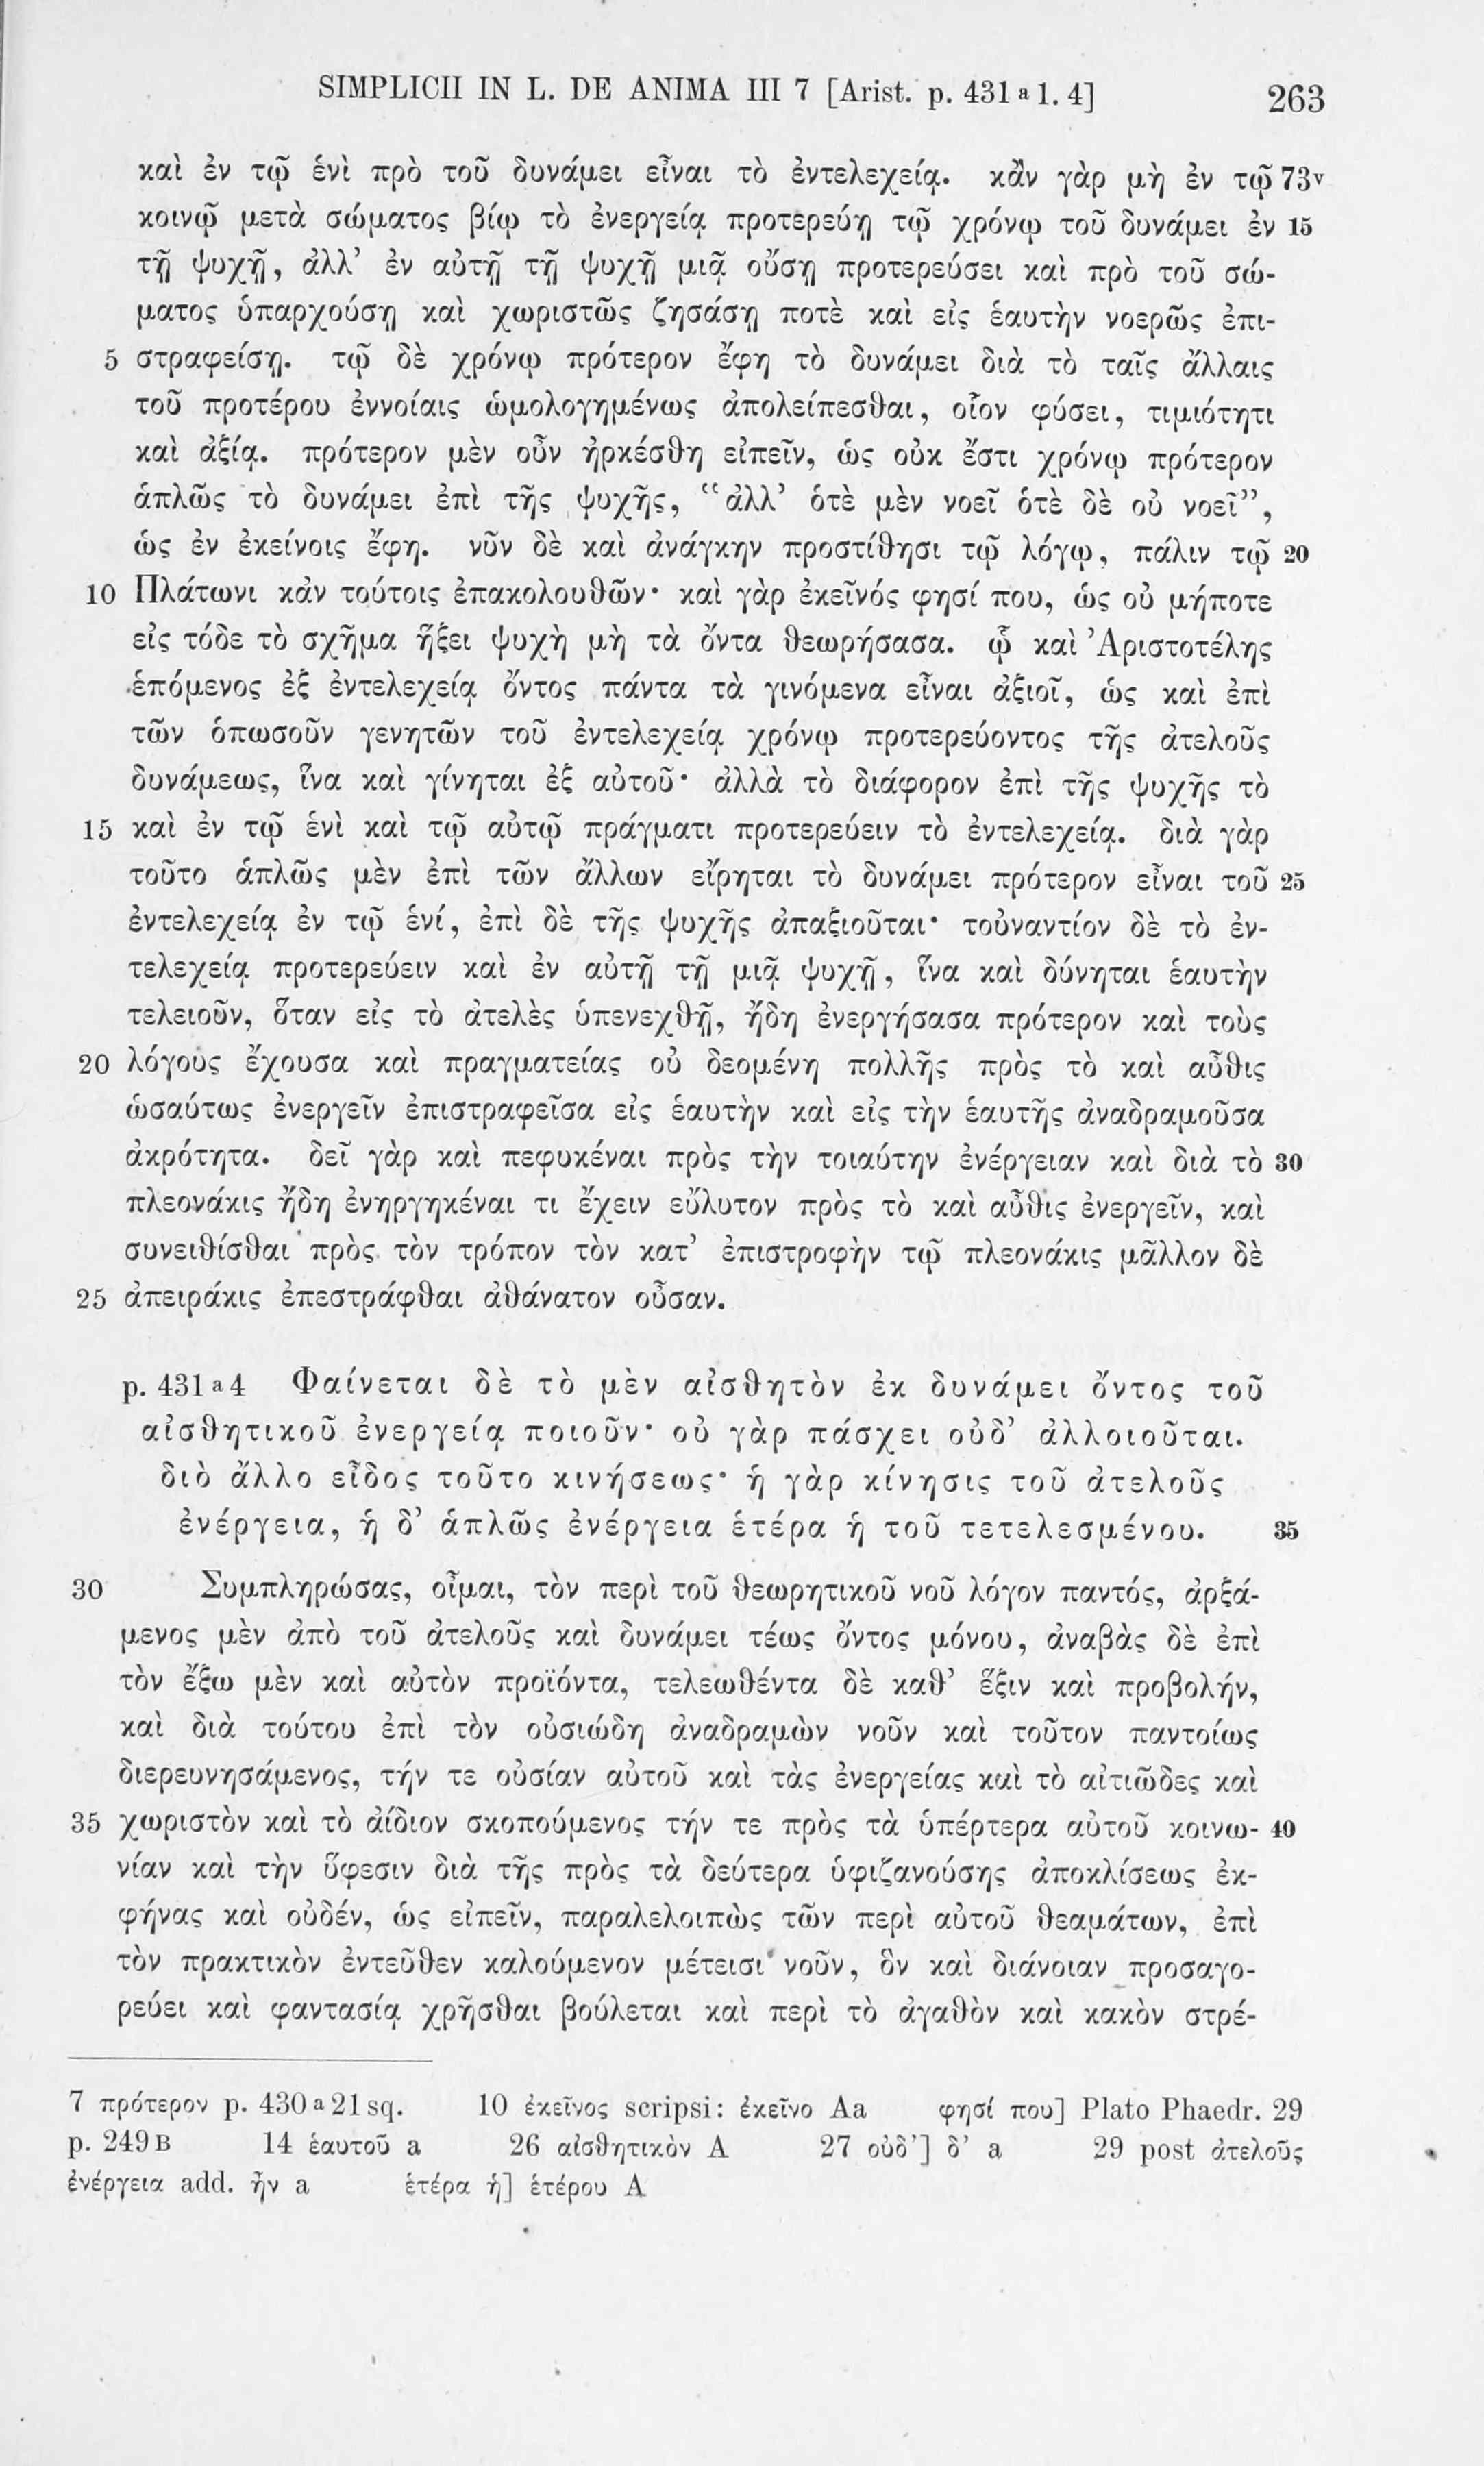 SIMPLICII IN L. DE ANIMA III 7 [Arist. p. 431 a 1. 4] 263
καὶ ἐν τῷ ἑνὶ πρὸ τοῦ δυνάμει εἶναι τὸ ἐντελεχείᾳ. κἂν γὰρ μὴ ἐν τῷ 73v
κοινῷ μετὰ σώματος βίῳ τὸ ἐνεργείᾳ προτερεύῃ τῷ χρόνῳ τοῦ δυνάμει ἐν 15
τῇ ψυχῇ, ἀλλ’ ἐν αὐτῇ τῇ ψυχῇ μιᾷ οὔσῃ προτερεύσει καὶ πρὸ τοῦ σώ-
ματος ὑπαρχούσῃ καὶ χωριστῶς ζησάσῃ ποτὲ καὶ εἰς ἑαυτὴν νοερῶς ἐπι-
5 στραφείσῃ. τῷ δὲ χρόνῳ πρότερον ἔφη τὸ δυνάμει διὰ τὸ ταῖς ἄλλαις
τοῦ προτέρου ἐννοίαις ὡμολογημένως ἀπολείπεσθαι, οἷον φύσει, τιμιότητι
καὶ ἀξίᾳ. πρότερον μὲν οὖν ἠρκέσθη εἰπεῖν, ὡς οὐκ ἔστι χρόνῳ πρότερον
ἁπλῶς τὸ δυνάμει ἐπὶ τῆς ψυχῆς, “ἀλλ’ ὁτὲ μὲν νοεῖ ὁτὲ δὲ οὐ νοεῖ”,
ὡς ἐν ἐκείνοις ἔφη. νῦν δὲ καὶ ἀνάγκην προστίθησι τῷ λόγῳ, πάλιν τῷ 20
10 Πλάτωνι κἀν τούτοις ἐπακολουθῶν· καὶ γὰρ ἐκεῖνός φησί που, ὡς οὐ μήποτε
εἰς τόδε τὸ σχῆμα ἥξει ψυχὴ μὴ τὰ ὄντα θεωρήσασα. ᾧ καὶ Ἀριστοτέλης
ἑπόμενος ἐξ ἐντελεχείᾳ ὄντος πάντα τὰ γινόμενα εἶναι ἀξιοῖ, ὡς καὶ ἐπὶ
τῶν ὁπωσοῦν γενητῶν τοῦ ἐντελεχείᾳ χρόνῳ προτερεύοντος τῆς ἀτελοῦς
δυνάμεως, ἵνα καὶ γίνηται ἐξ αὐτοῦ· ἀλλὰ τὸ διάφορον ἐπὶ τῆς ψυχῆς τὸ
15 καὶ ἐν τῷ ἑνὶ καὶ τῷ αὐτῷ πράγματι προτερεύειν τὸ ἐντελεχείᾳ. διὰ γὰρ
τοῦτο ἁπλῶς μὲν ἐπὶ τῶν ἄλλων εἴρηται τὸ δυνάμει πρότερον εἶναι τοῦ 25
ἐντελεχείᾳ ἐν τῷ ἑνί, ἐπὶ δὲ τῆς ψυχῆς ἀπαξιοῦται· τοὐναντίον δὲ τὸ ἐν-
τελεχείᾳ προτερεύειν καὶ ἐν αὐτῇ τῇ μιᾷ ψυχῇ, ἵνα καὶ δύνηται ἑαυτὴν
τελειοῦν, ὅταν εἰς τὸ ἀτελὲς ὑπενεχθῇ, ἤδη ἐνεργήσασα πρότερον καὶ τοὺς
20 λόγους ἔχουσα καὶ πραγματείας οὐ δεομένη πολλῆς πρὸς τὸ καὶ αὖθις
ὡσαύτως ἐνεργεῖν ἐπιστραφεῖσα εἰς ἑαυτὴν καὶ εἰς τὴν ἑαυτῆς ἀναδραμοῦσα
ἀκρότητα. δεῖ γὰρ καὶ πεφυκέναι πρὸς τὴν τοιαύτην ἐνέργειαν καὶ διὰ τὸ 30
πλεονάκις ἤδη ἐνηργηκέναι τι ἔχειν εὔλυτον πρὸς τὸ καὶ αὖθις ἐνεργεῖν, καὶ
συνειθίσθαι πρὸς τὸν τρόπον τὸν κατ’ ἐπιστροφὴν τῷ πλεονάκις μᾶλλον δὲ
25 ἀπειράκις ἐπεστράφθαι ἀθάνατον οὖσαν.
p. 431 a 4 Φαίνεται δὲ τὸ μὲν αἰσθητὸν ἐκ δυνάμει ὄντος τοῦ
αἰσθητικοῦ ἐνεργείᾳ ποιοῦν· οὐ γὰρ πάσχει οὐδ’ ἀλλοιοῦται.
διὸ ἄλλο εἶδος τοῦτο κινήσεως· ἡ γὰρ κίνησις τοῦ ἀτελοῦς
ἐνέργεια, ἡ δ’ ἁπλῶς ἐνέργεια ἑτέρα ἡ τοῦ τετελεσμένου. 35
30 Συμπληρώσας, οἶμαι, τὸν περὶ τοῦ θεωρητικοῦ νοῦ λόγον παντός, ἀρξά-
μενος μὲν ἀπὸ τοῦ ἀτελοῦς καὶ δυνάμει τέως ὄντος μόνου, ἀναβὰς δὲ ἐπὶ
τὸν ἔξω μὲν καὶ αὐτὸν προϊόντα, τελεωθέντα δὲ καθ’ ἕξιν καὶ προβολήν,
καὶ διὰ τούτου ἐπὶ τὸν οὐσιώδη ἀναδραμὼν νοῦν καὶ τοῦτον παντοίως
διερευνησάμενος, τήν τε οὐσίαν αὐτοῦ καὶ τὰς ἐνεργείας καὶ τὸ αἰτιῶδες καὶ
35 χωριστὸν καὶ τὸ ἀίδιον σκοπούμενος τήν τε πρὸς τὰ ὑπέρτερα αὐτοῦ κοινω- 40
νίαν καὶ τὴν ὕφεσιν διὰ τῆς πρὸς τὰ δεύτερα ὑφιζανούσης ἀποκλίσεως ἐκ-
φήνας καὶ οὐδέν, ὡς εἰπεῖν, παραλελοιπὼς τῶν περὶ αὐτοῦ θεαμάτων, ἐπὶ
τὸν πρακτικὸν ἐντεῦθεν καλούμενον μέτεισι νοῦν, ὃν καὶ διάνοιαν προσαγο-
ρεύει καὶ φαντασίᾳ χρῆσθαι βούλεται καὶ περὶ τὸ ἀγαθὸν καὶ κακὸν στρέ-
7 πρότερον p. 430 a 21 sq. 10 ἐκεῖνος scripsi: ἐκεῖνο Aa φησί που] Plato Phaedr. 29
p. 249 B 14 ἑαυτοῦ a 26 αἰσθητικὸν A 27 οὐδ’] δ’ a 29 post ἀτελοῦς
ἐνέργεια add. ἦν a ἑτέρα ἡ] ἑτέρου A